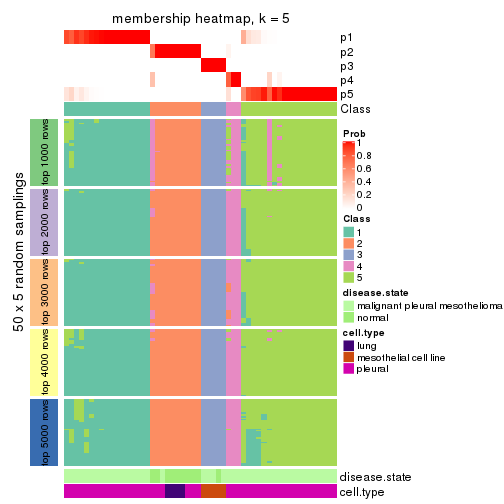 membership heatmap, k = 5
p1
p2
p3
p4
p5
Class
50 x 5 random samplings
top 1000 rows
top 2000 rows
top 3000 rows
top 4000 rows
top 5000 rows
disease.state
cell.type
Prob
1
0.8
0.6
0.4
0.2
0
Class
1
2
3
4
5
disease.state
malignant pleural mesothelioma
normal
cell.type
lung
mesothelial cell line
pleural